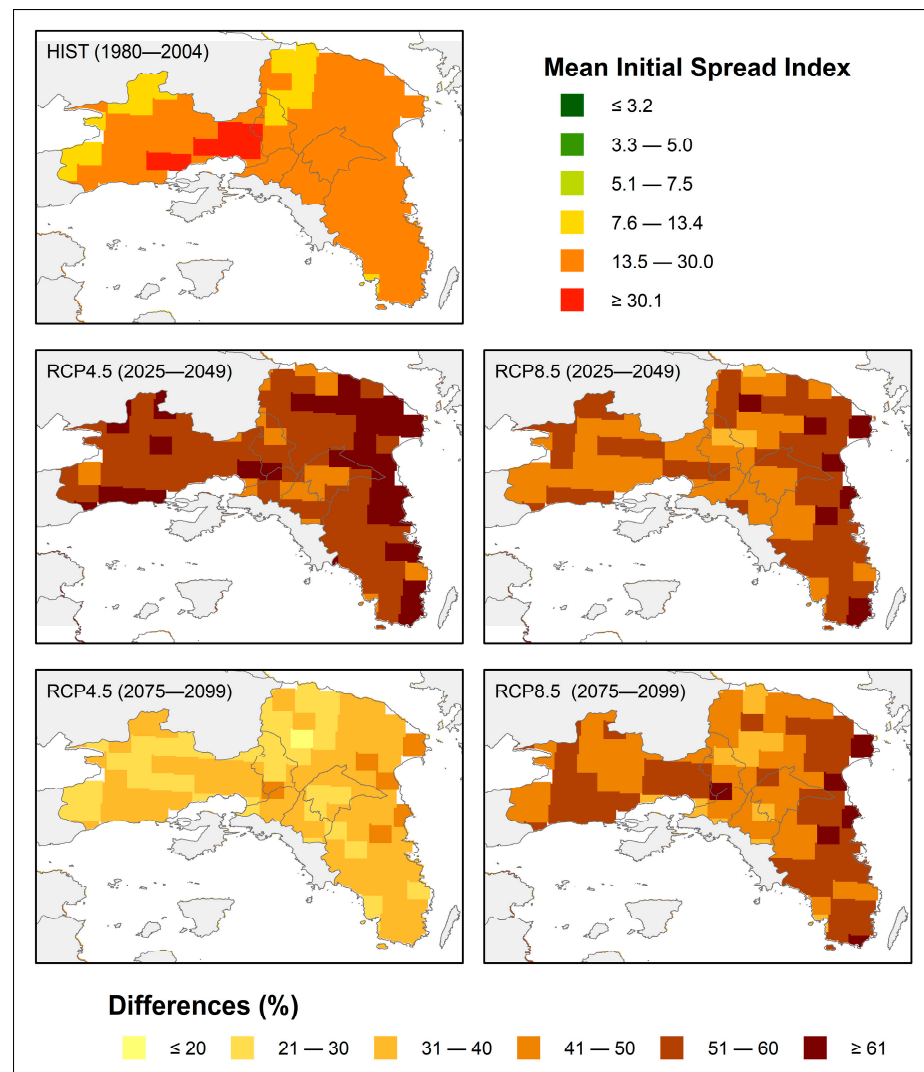 HIST (1980—2004)
Mean Initial Spread Index
≤ 3.2
3.3 — 5.0
5.1 — 7.5
7.6 — 13.4
13.5 — 30.0
≥ 30.1
RCP4.5 (2025—2049)
RCP8.5 (2025—2049)
RCP4.5 (2075—2099)
RCP8.5 (2075—2099)
Differences (%)
≤ 20
21 — 30
31 — 40
41 — 50
51 — 60
≥ 61